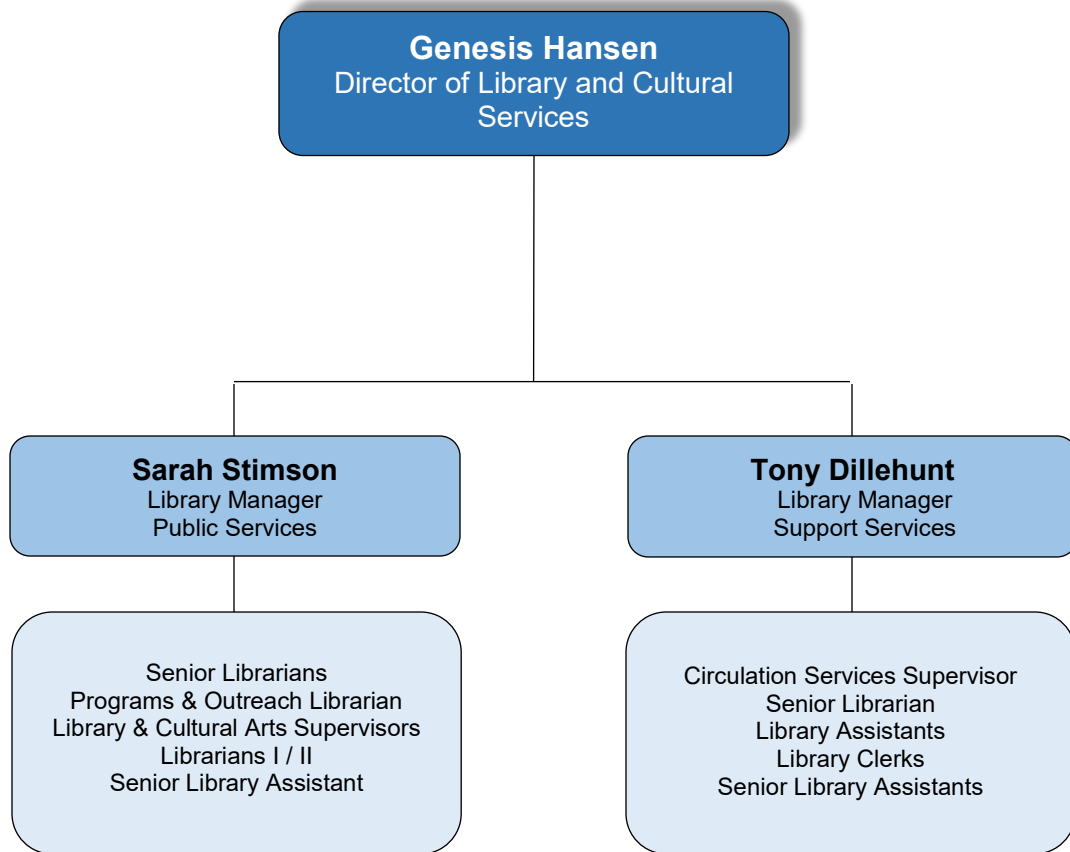 Genesis Hansen
Director of Library and Cultural
Services
Sarah Stimson
Library Manager
Public Services
Tony Dillehunt
Library Manager
Support Services
Senior Librarians
Programs & Outreach Librarian
Library & Cultural Arts Supervisors
Librarians I / II
Senior Library Assistant
Circulation Services Supervisor
Senior Librarian
Library Assistants
Library Clerks
Senior Library Assistants